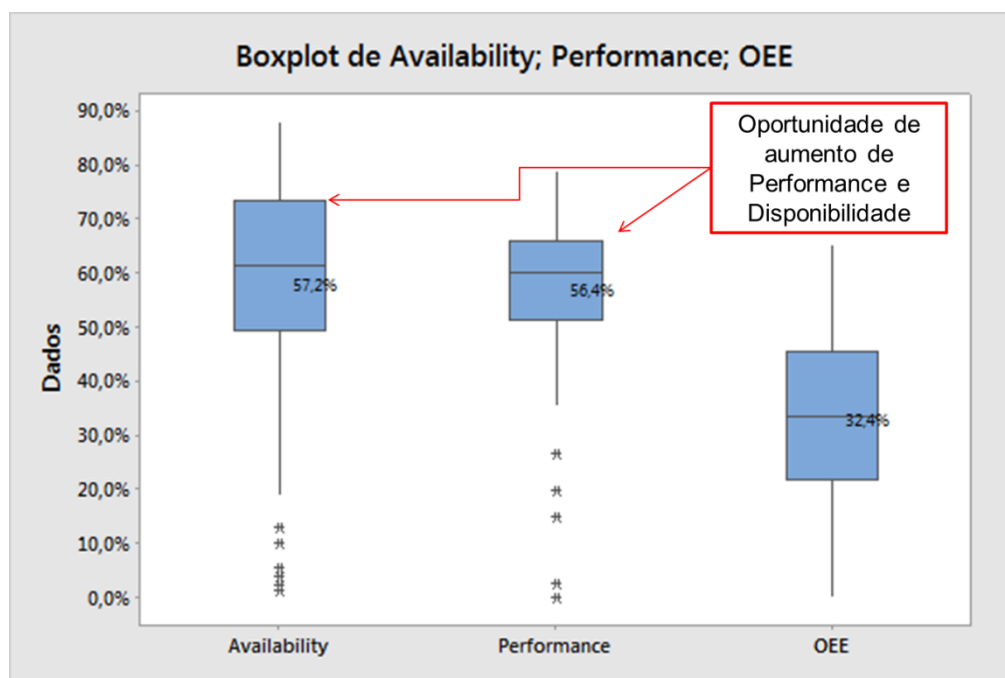 Boxplot de Availability; Performance; OEE
Oportunidade de
aumento de
Performance e
Disponibilidade
Dados
90,0%
80,0%
70,0%
60,0%
50,0%
40,0%
30,0%
20,0%
10,0%
0,0%
57,2%
56,4%
32,4%
Availability
Performance
OEE